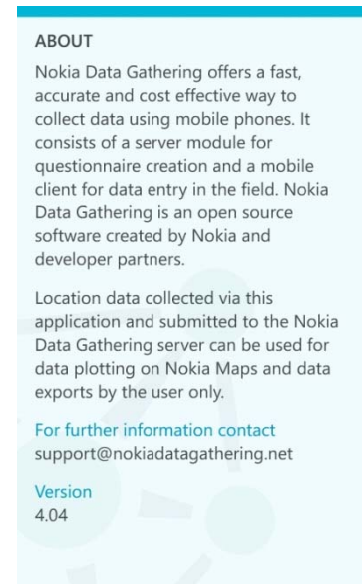 ABOUT
Nokia Data Gathering offers a fast,
accurate and cost effective way to
collect data using mobile phones. It
consists of a server module for
questionnaire creation and a mobile
client for data entry in the field. Nokia
Data Gathering is an open source
software created by Nokia and
developer partners.
Location data collected via this
application and submitted to the Nokia
Data Gathering server can be used for
data plotting on Nokia Maps and data
exports by the user only.
For further information contact
support@nokiadatagathering.net
Version
4.04